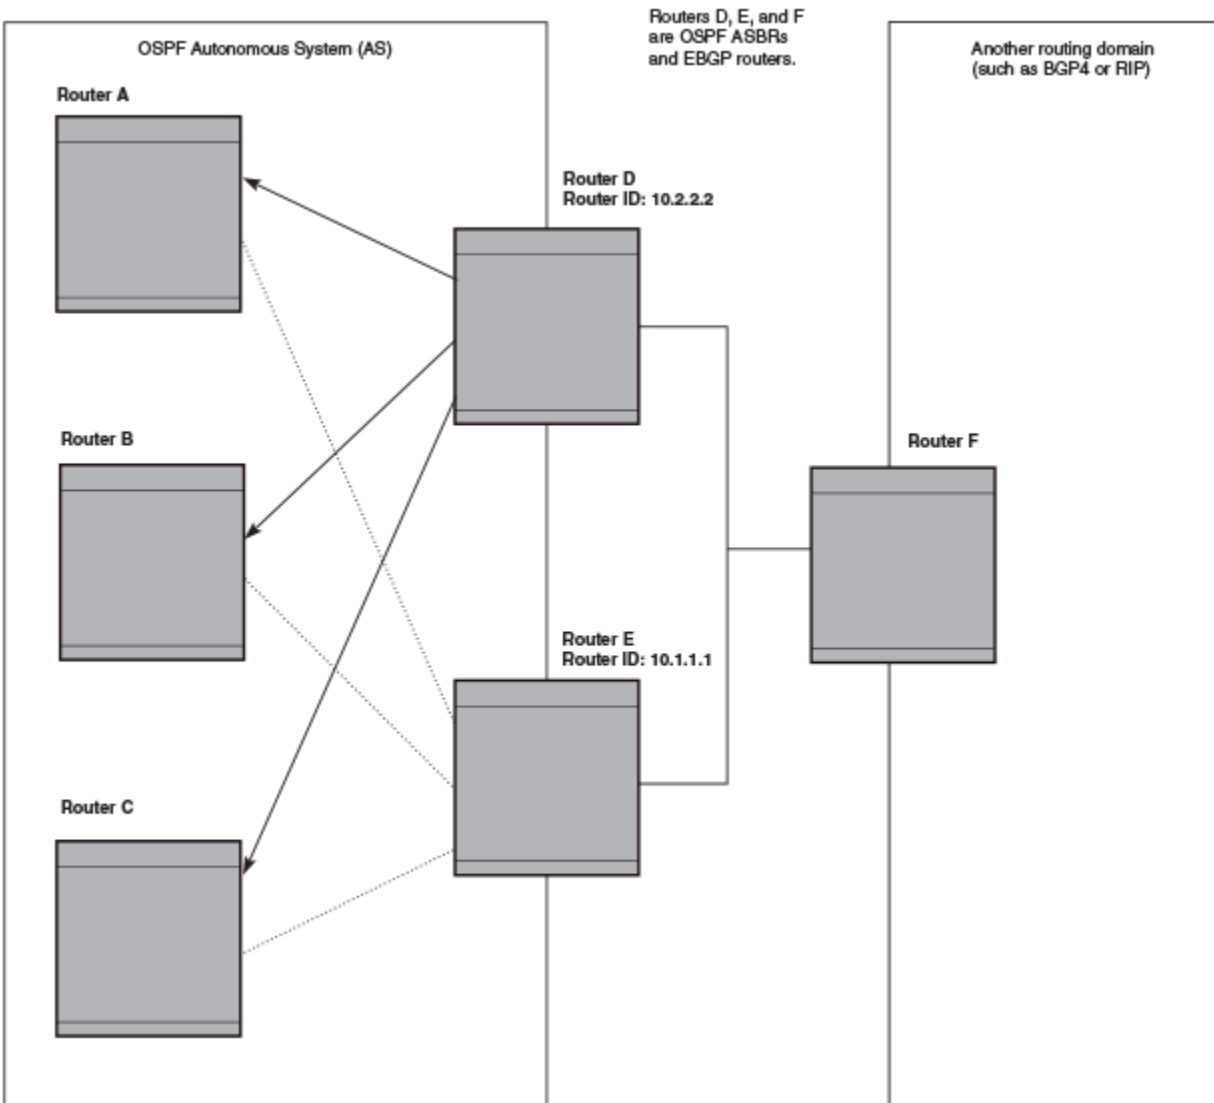 Routers D, E, and F
are OSPF ASBRs
and EBGP routers.
OSPF Autonomous System (AS)
Another routing domain
(such as BGP4 or RIP)
Router A
Router D
Router ID: 10.2.2.2
Router B
Router F
Router E
Router ID: 10.1.1.1
Router C